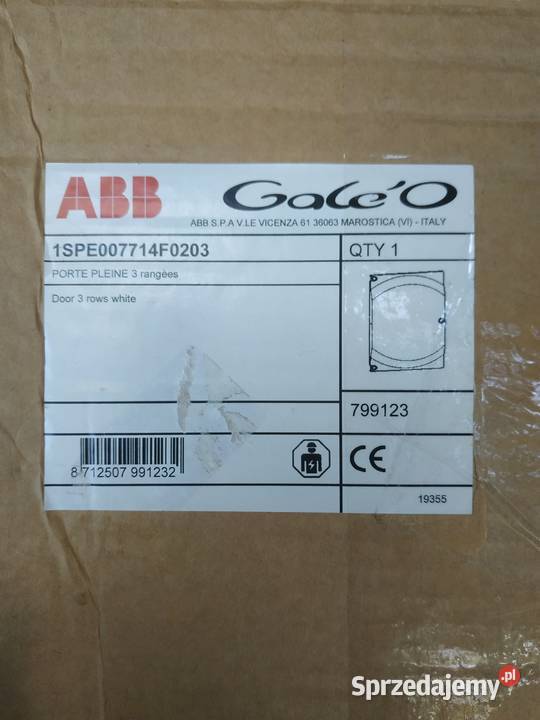 ABB Gale'O
ABB S.P.A V.LE VICENZA 61 36063 MAROSTICA (VI) - ITALY
1SPE007714F0203 QTY 1
PORTE PLEINE 3 rangées
Door 3 rows white
799123
8 712507 991232
CE
19355
Sprzedajemy.pl